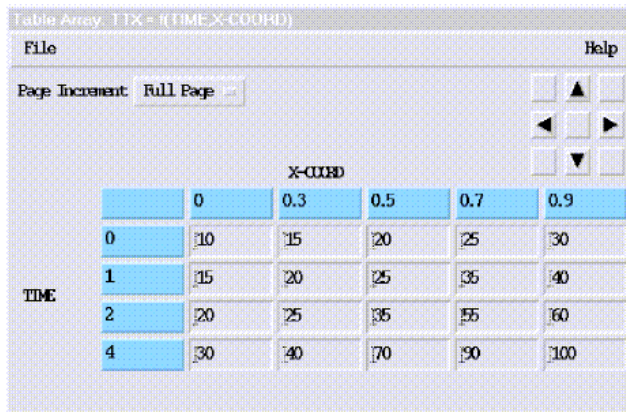 Table Array: TTX = f(TIME,X-COORD)
File Help
Page Increment Full Page
X-COORD
0 0.3 0.5 0.7 0.9
0 10 15 20 25 30
1 15 20 25 35 40
TIME
2 20 25 35 55 60
4 30 40 70 90 100